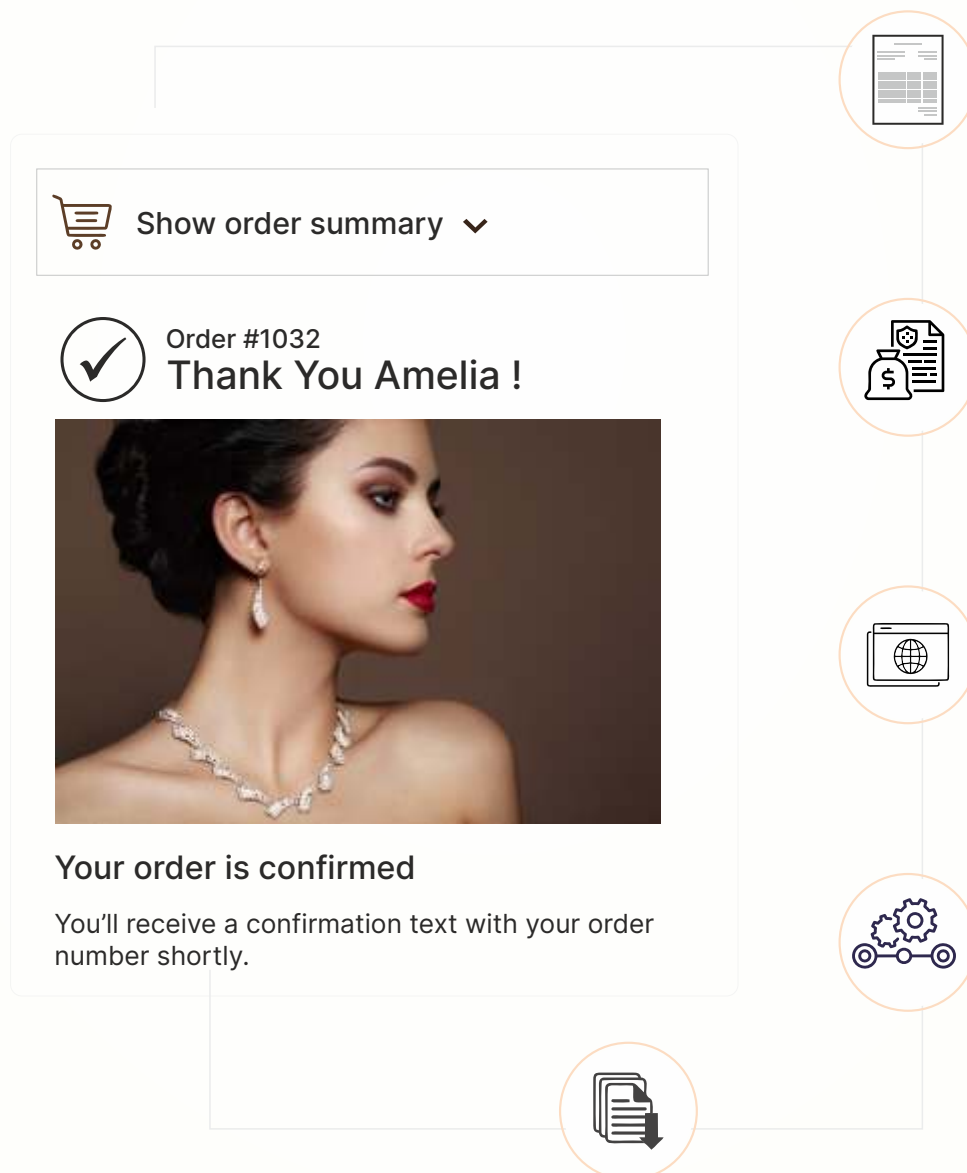 Show order summary
Order #1032
Thank You Amelia !
Your order is confirmed
You’ll receive a confirmation text with your order
number shortly.
$